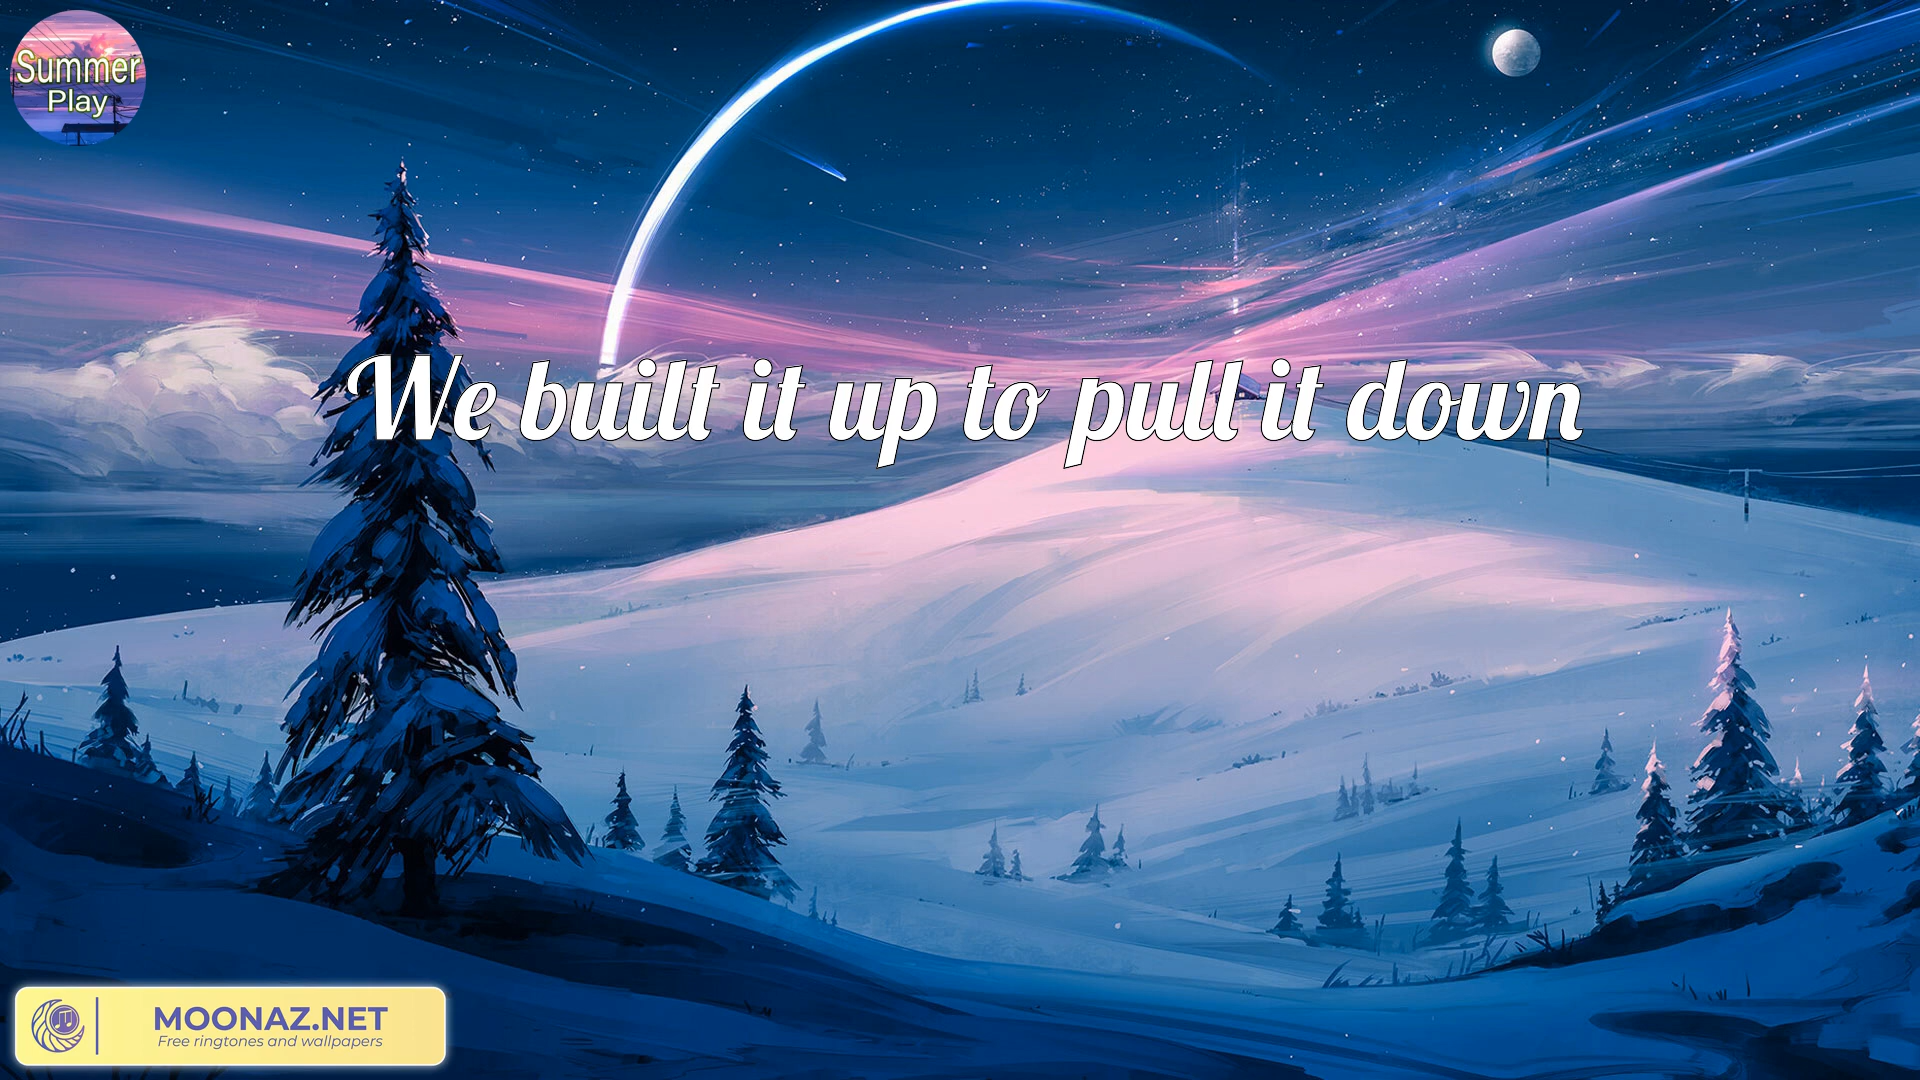 Summer
Play
We built it up to pull it down
MOONAZ.NET
Free ringtones and wallpapers